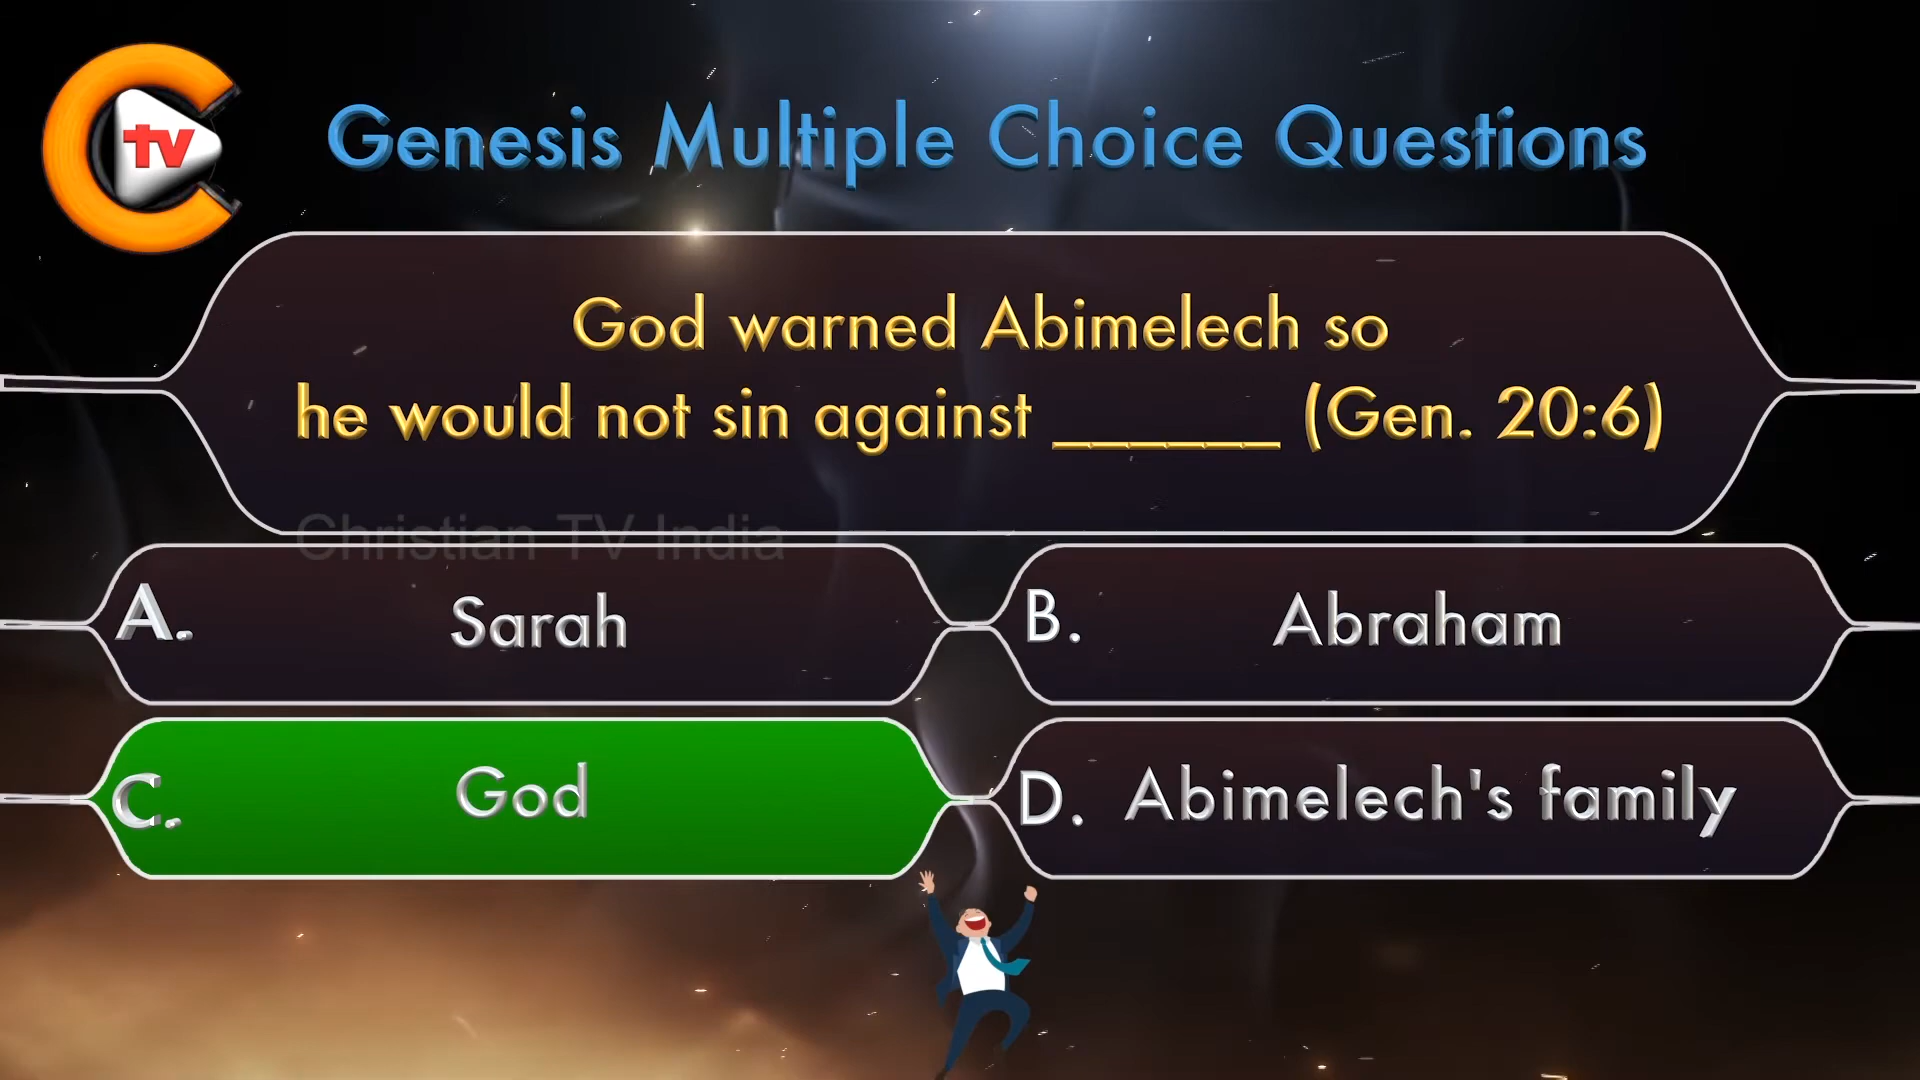 tv
Genesis Multiple Choice Questions
God warned Abimelech so
he would not sin against ______ (Gen. 20:6)
Christian TV India
A. Sarah
B. Abraham
C. God
D. Abimelech's family